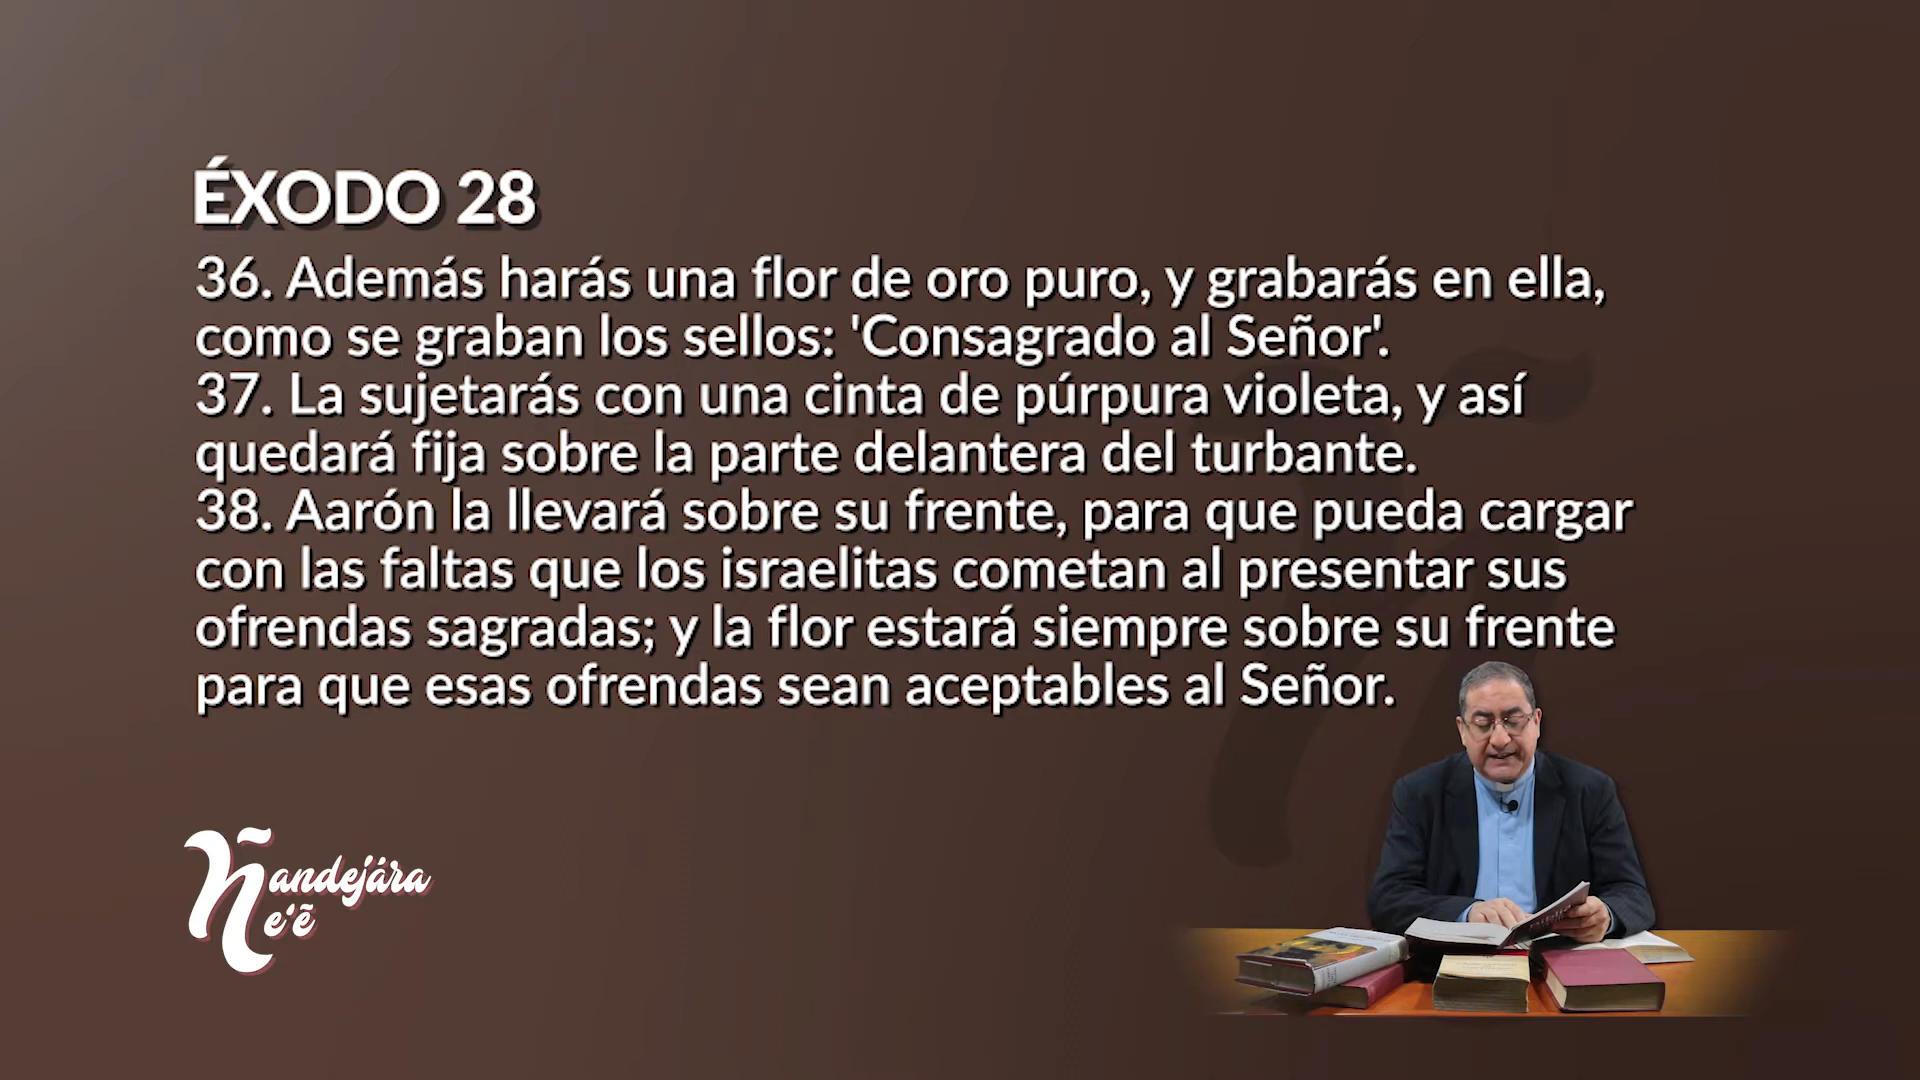 ÉXODO 28
36. Además harás una flor de oro puro, y grabarás en ella,
como se graban los sellos: 'Consagrado al Señor'.
37. La sujetarás con una cinta de púrpura violeta, y así
quedará fija sobre la parte delantera del turbante.
38. Aarón la llevará sobre su frente, para que pueda cargar
con las faltas que los israelitas cometan al presentar sus
ofrendas sagradas; y la flor estará siempre sobre su frente
para que esas ofrendas sean aceptables al Señor.
Ñandejára
Ñe'ẽ